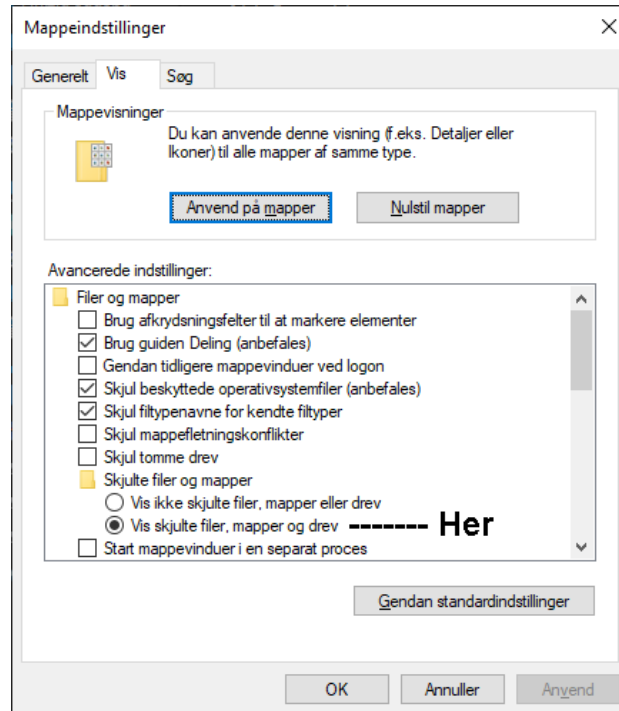 Mappeindstillinger
Generelt Vis Søg
Mappevisninger
Du kan anvende denne visning (f.eks. Detaljer eller
Ikoner) til alle mapper af samme type.
Anvend på mapper Nulstil mapper
Avancerede indstillinger:
Filer og mapper
Brug afkrydsningsfelter til at markere elementer
Brug guiden Deling (anbefales)
Gendan tidligere mappevinduer ved logon
Skjul beskyttede operativsystemfiler (anbefales)
Skjul filtypenavne for kendte filtyper
Skjul mappefletningskonflikter
Skjul tomme drev
Skjulte filer og mapper
Vis ikke skjulte filer, mapper eller drev
Vis skjulte filer, mapper og drev ------- Her
Start mappevinduer i en separat proces
Gendan standardindstillinger
OK Annuller Anvend